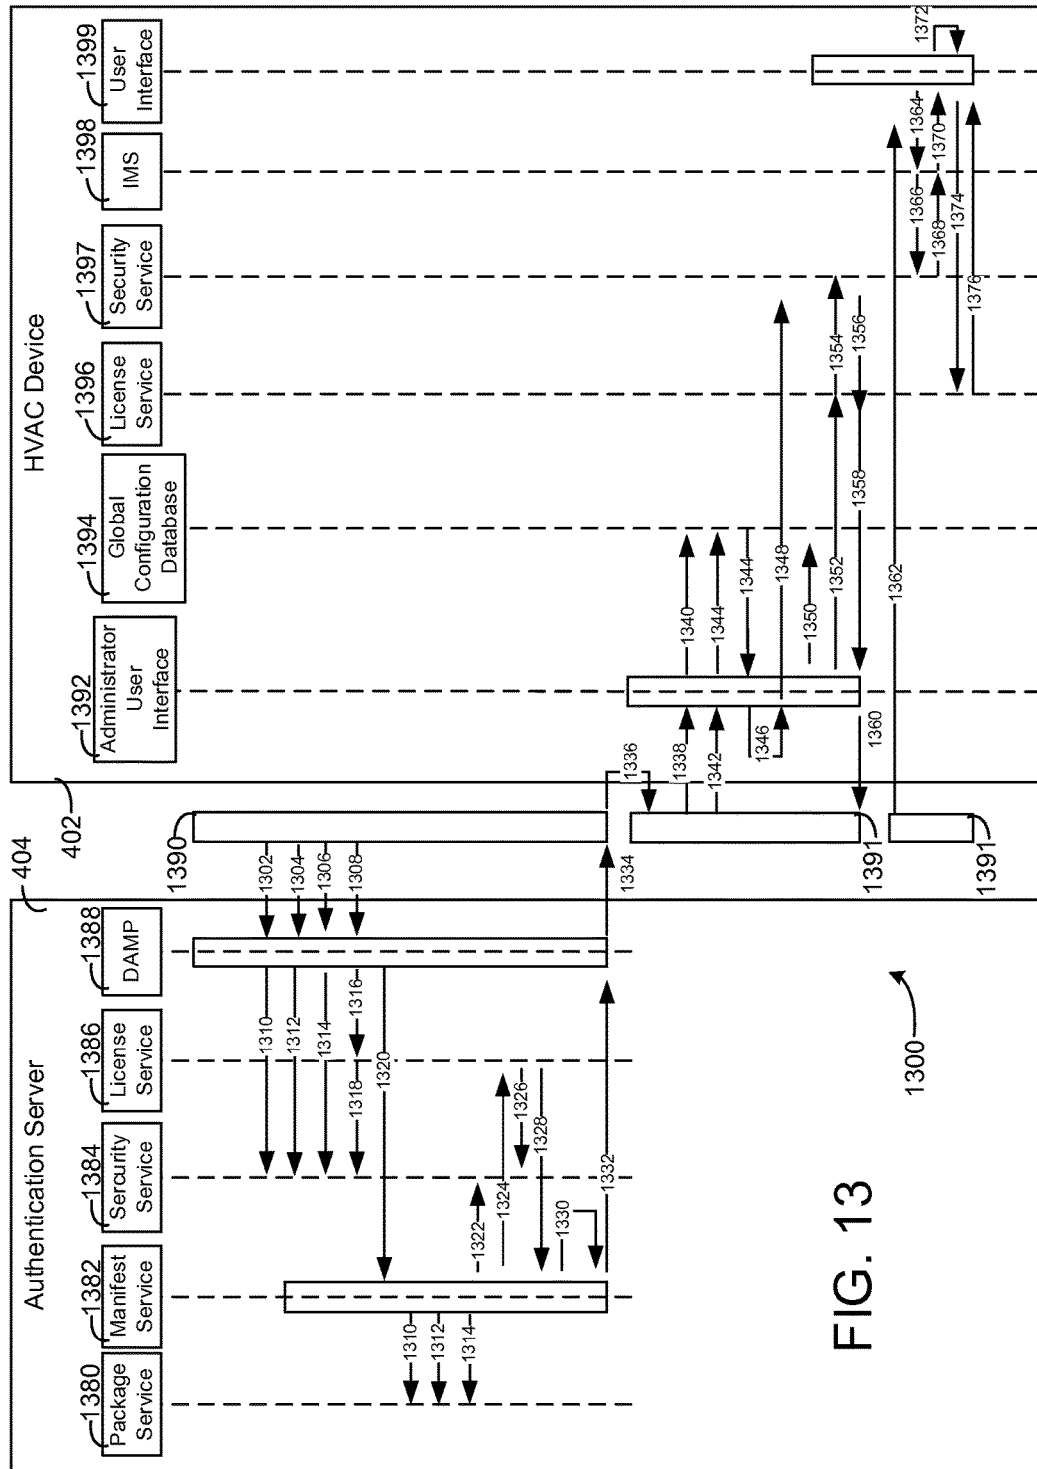 Authentication Server
404
402
HVAC Device
1380
Package
Service
1382
Manifest
Service
1384
Sercurity
Service
1386
License
Service
1388
DAMP
1390
1392
Administrator
User
Interface
1394
Global
Configuration
Database
1396
License
Service
1397
Security
Service
1398
IMS
1399
User
Interface
1302
1304
1306
1308
1310
1312
1314
1316
1318
1320
1310
1312
1314
1322
1324
1326
1328
1330
1332
1334
1336
1338
1340
1342
1344
1344
1346
1348
1350
1352
1354
1356
1358
1360
1391
1362
1364
1366
1368
1370
1372
1374
1376
1391
1300
FIG. 13